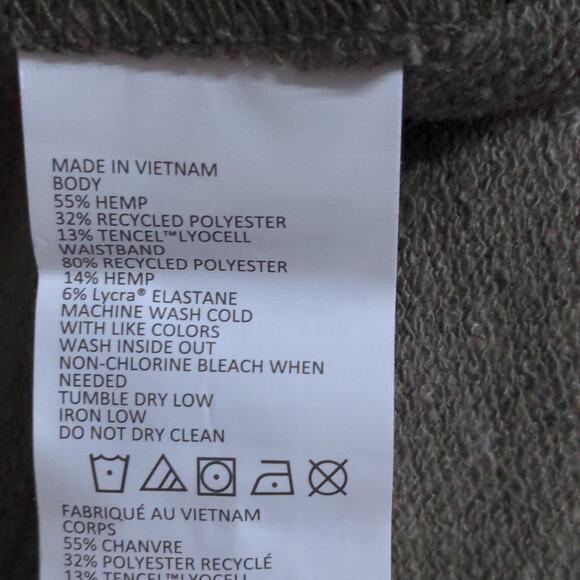 MADE IN VIETNAM
BODY
55% HEMP
32% RECYCLED POLYESTER
13% TENCEL™LYOCELL
WAISTBAND
80% RECYCLED POLYESTER
14% HEMP
6% Lycra® ELASTANE
MACHINE WASH COLD
WITH LIKE COLORS
WASH INSIDE OUT
NON-CHLORINE BLEACH WHEN
NEEDED
TUMBLE DRY LOW
IRON LOW
DO NOT DRY CLEAN
FABRIQUÉ AU VIETNAM
CORPS
55% CHANVRE
32% POLYESTER RECYCLÉ
13% TENCEL™LYOCELL